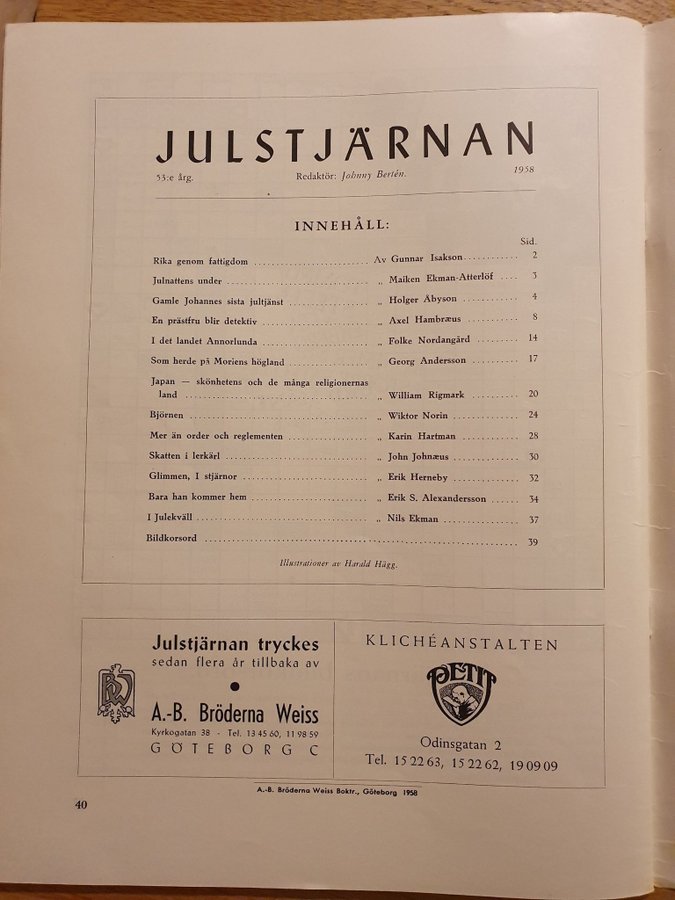 JULSTJÄRNAN
53:e årg. Redaktör: Johnny Bertén. 1958
INNEHÅLL:
Sid.
Rika genom fattigdom ........................ Av Gunnar Isakson ............ 2
Julnattens under ........................ „ Maiken Ekman-Atterlöf .... 3
Gamle Johannes sista jultjänst ........................ „ Holger Åbyson ............ 4
En prästfru blir detektiv ........................ „ Axel Hambræus ............ 8
I det landet Annorlunda ........................ „ Folke Nordangård ............ 14
Som herde på Moriens högland ........................ „ Georg Andersson ............ 17
Japan — skönhetens och de många religionernas
land ........................ „ William Rigmark ............ 20
Björnen ........................ „ Wiktor Norin ............ 24
Mer än order och reglementen ........................ „ Karin Hartman ............ 28
Skatten i lerkärl ........................ „ John Johnæus ............ 30
Glimmen, I stjärnor ........................ „ Erik Herneby ............ 32
Bara han kommer hem ........................ „ Erik S. Alexandersson ...... 34
I Julekväll ........................ „ Nils Ekman ............ 37
Bildkorsord ........................ 39
Illustrationer av Harald Hägg.
Julstjärnan tryckes
sedan flera år tillbaka av
BW
A.-B. Bröderna Weiss
Kyrkogatan 38 - Tel. 13 45 60, 11 98 59
GÖTEBORG C
KLICHÉANSTALTEN
PETIT
Odinsgatan 2
Tel. 15 22 63, 15 22 62, 19 09 09
A.-B. Bröderna Weiss Boktr., Göteborg 1958
40